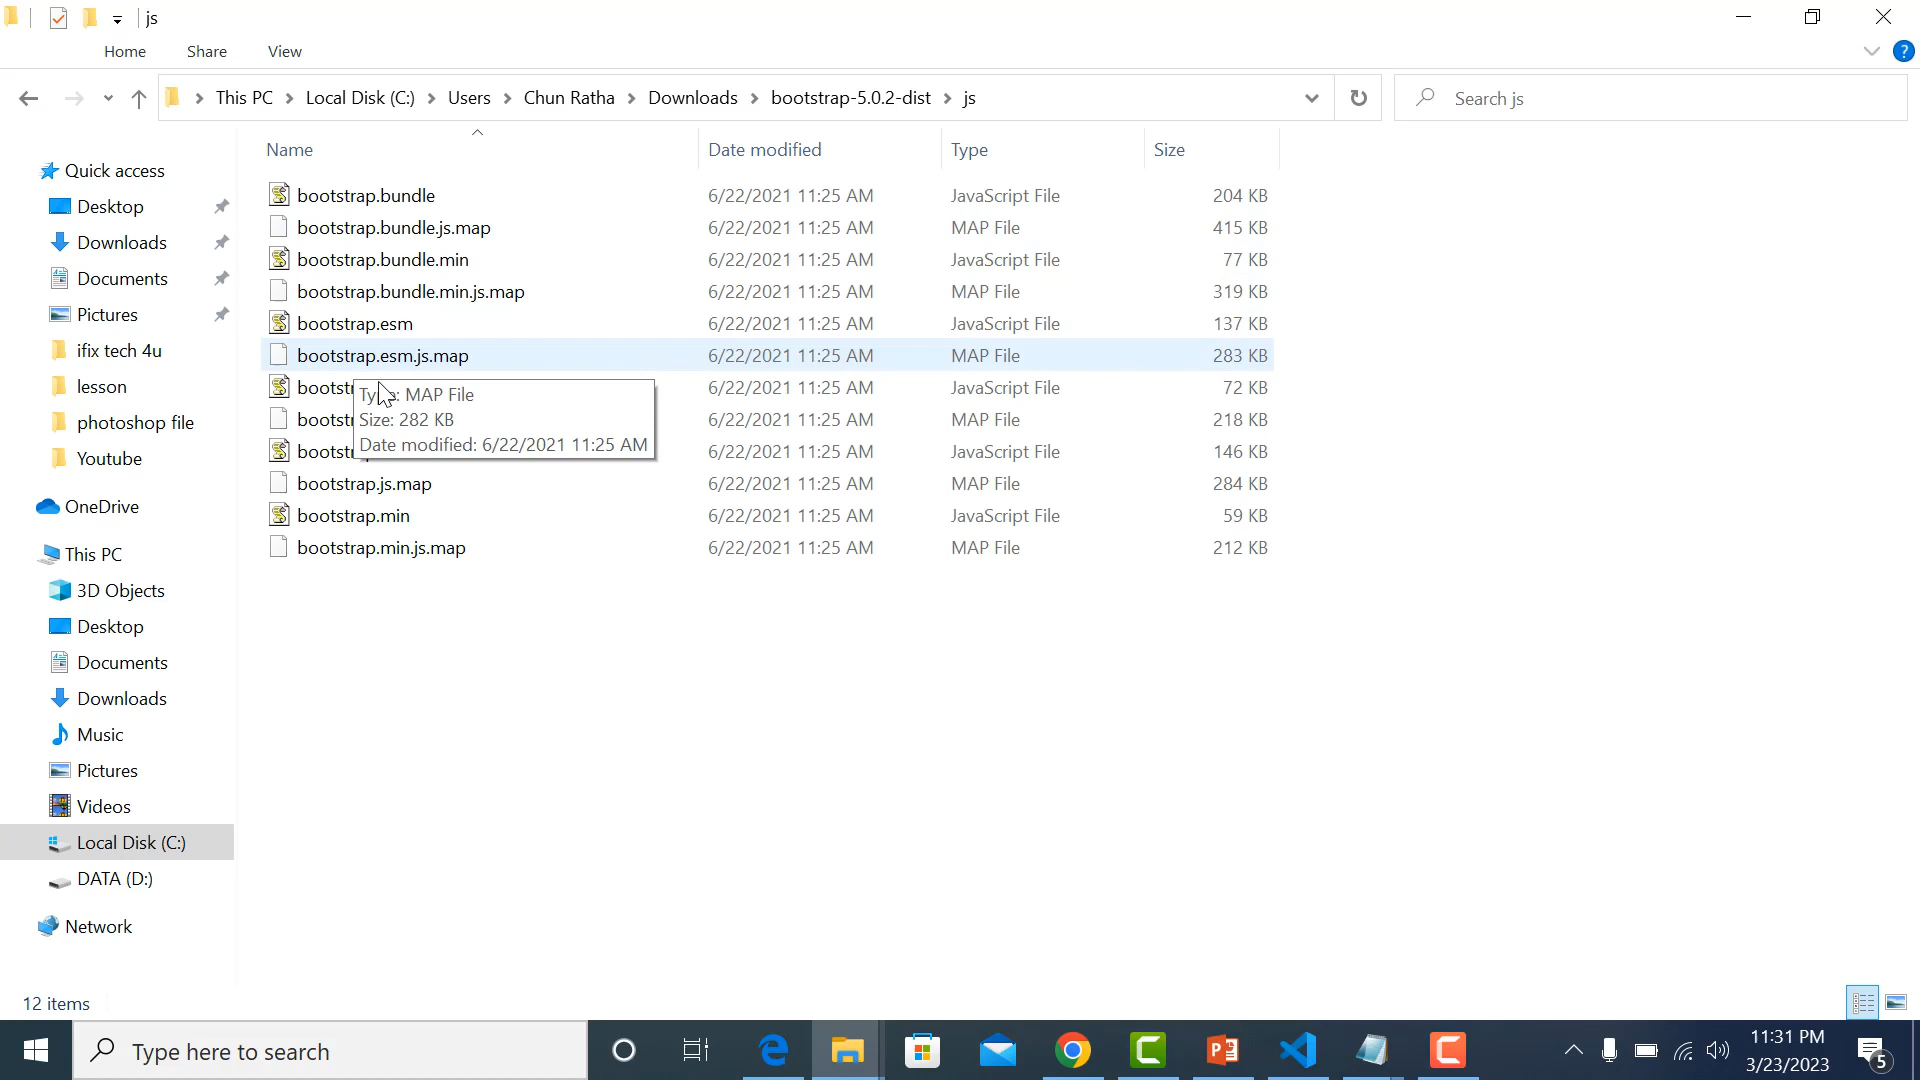 js
Home Share View
This PC Local Disk (C:) Users Chun Ratha Downloads bootstrap-5.0.2-dist js
Search js
Name Date modified Type Size
Quick access
Desktop
Downloads
Documents
Pictures
ifix tech 4u
lesson
photoshop file
Youtube
OneDrive
This PC
3D Objects
Desktop
Documents
Downloads
Music
Pictures
Videos
Local Disk (C:)
DATA (D:)
Network
bootstrap.bundle 6/22/2021 11:25 AM JavaScript File 204 KB
bootstrap.bundle.js.map 6/22/2021 11:25 AM MAP File 415 KB
bootstrap.bundle.min 6/22/2021 11:25 AM JavaScript File 77 KB
bootstrap.bundle.min.js.map 6/22/2021 11:25 AM MAP File 319 KB
bootstrap.esm 6/22/2021 11:25 AM JavaScript File 137 KB
bootstrap.esm.js.map 6/22/2021 11:25 AM MAP File 283 KB
6/22/2021 11:25 AM JavaScript File 72 KB
6/22/2021 11:25 AM MAP File 218 KB
6/22/2021 11:25 AM JavaScript File 146 KB
bootstrap.js.map 6/22/2021 11:25 AM MAP File 284 KB
bootstrap.min 6/22/2021 11:25 AM JavaScript File 59 KB
bootstrap.min.js.map 6/22/2021 11:25 AM MAP File 212 KB
Type: MAP File
Size: 282 KB
Date modified: 6/22/2021 11:25 AM
12 items
Type here to search
11:31 PM
3/23/2023
5